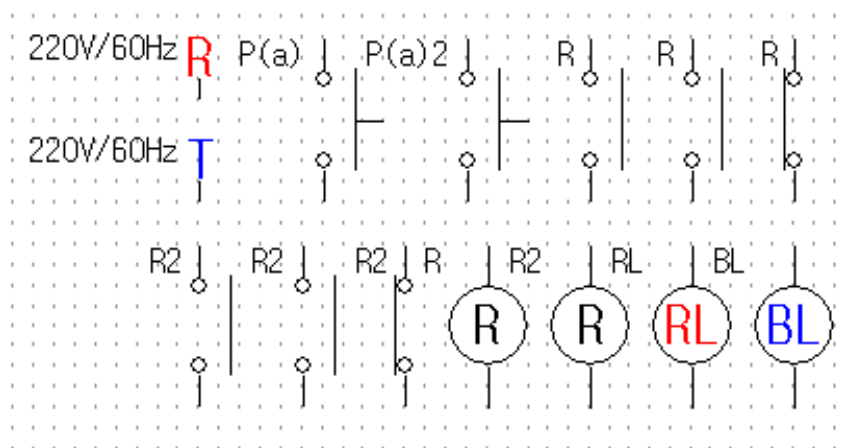 220V/60Hz R P(a) P(a)2 R R R
220V/60Hz T
R2 R2 R2 R R2 RL BL
R R RL BL